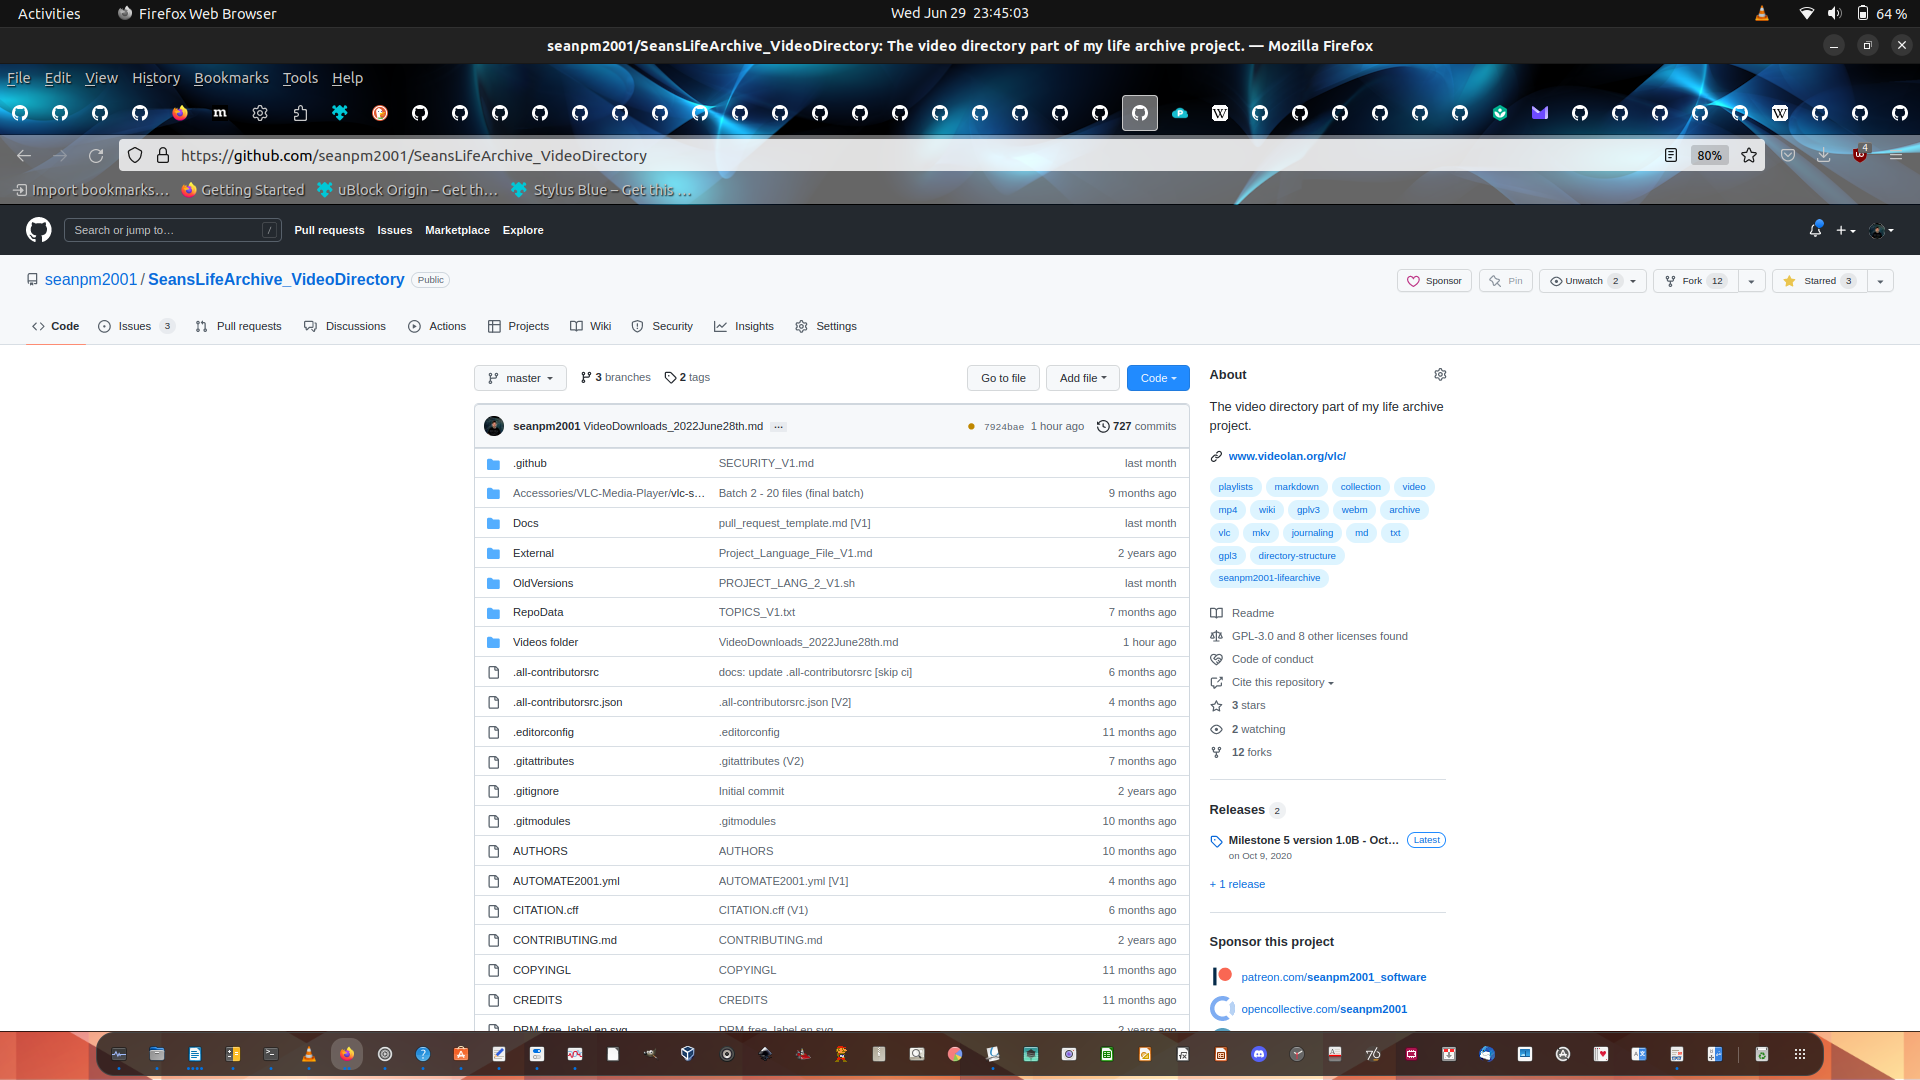 Activities
Firefox Web Browser
Wed Jun 29 23:45:03
64 %
seanpm2001/SeansLifeArchive_VideoDirectory: The video directory part of my life archive project. — Mozilla Firefox
File Edit View History Bookmarks Tools Help
https://github.com/seanpm2001/SeansLifeArchive_VideoDirectory
80%
4
Import bookmarks…
Getting Started
uBlock Origin – Get th…
Stylus Blue – Get this …
Search or jump to…
/
Pull requests Issues Marketplace Explore
seanpm2001 / SeansLifeArchive_VideoDirectory Public
Sponsor Pin Unwatch 2 Fork 12 Starred 3
Code Issues 3 Pull requests Discussions Actions Projects Wiki Security Insights Settings
master 3 branches 2 tags
Go to file Add file Code
seanpm2001 VideoDownloads_2022June28th.md … 7924bae 1 hour ago 727 commits
.github SECURITY_V1.md last month
Accessories/VLC-Media-Player/vlc-s… Batch 2 - 20 files (final batch) 9 months ago
Docs pull_request_template.md [V1] last month
External Project_Language_File_V1.md 2 years ago
OldVersions PROJECT_LANG_2_V1.sh last month
RepoData TOPICS_V1.txt 7 months ago
Videos folder VideoDownloads_2022June28th.md 1 hour ago
.all-contributorsrc docs: update .all-contributorsrc [skip ci] 6 months ago
.all-contributorsrc.json .all-contributorsrc.json [V2] 4 months ago
.editorconfig .editorconfig 11 months ago
.gitattributes .gitattributes (V2) 7 months ago
.gitignore Initial commit 2 years ago
.gitmodules .gitmodules 10 months ago
AUTHORS AUTHORS 10 months ago
AUTOMATE2001.yml AUTOMATE2001.yml [V1] 4 months ago
CITATION.cff CITATION.cff (V1) 6 months ago
CONTRIBUTING.md CONTRIBUTING.md 2 years ago
COPYINGL COPYINGL 11 months ago
CREDITS CREDITS 11 months ago
DRM-free_label.en.svg DRM-free_label.en.svg 2 years ago
About
The video directory part of my life archive
project.
www.videolan.org/vlc/
playlists markdown collection video
mp4 wiki gplv3 webm archive
vlc mkv journaling md txt
gpl3 directory-structure
seanpm2001-lifearchive
Readme
GPL-3.0 and 8 other licenses found
Code of conduct
Cite this repository
3 stars
2 watching
12 forks
Releases 2
Milestone 5 version 1.0B - Oct… Latest
on Oct 9, 2020
+ 1 release
Sponsor this project
patreon.com/seanpm2001_software
opencollective.com/seanpm2001